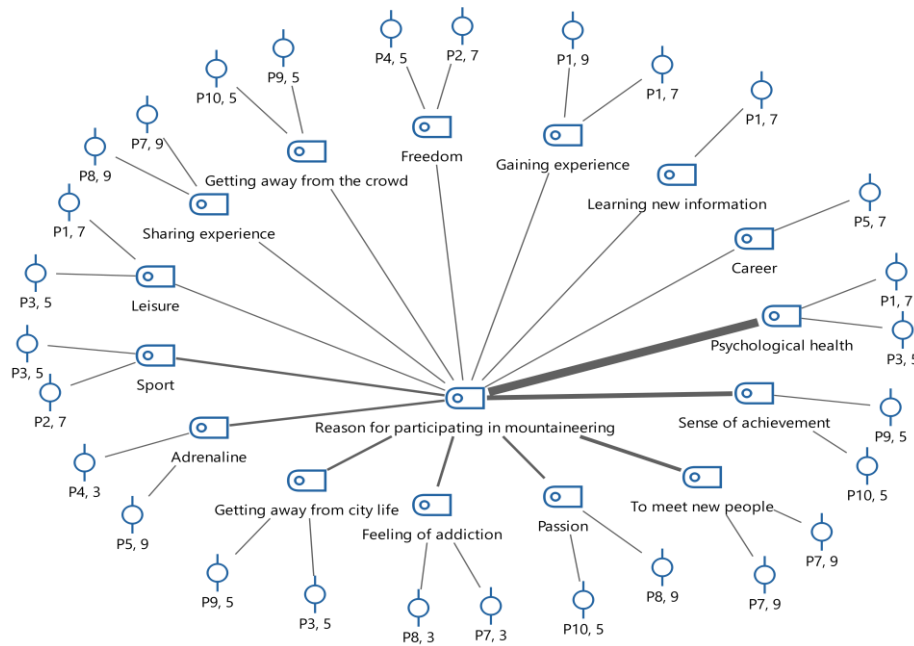 P4, 5
P2, 7
P1, 9
P9, 5
P10, 5
P1, 7
P1, 7
P7, 9
P8, 9
Freedom
Gaining experience
Getting away from the crowd
Learning new information
P1, 7
Sharing experience
P5, 7
Career
P3, 5
Leisure
P1, 7
Psychological health
P3, 5
P3, 5
Sport
P2, 7
Reason for participating in mountaineering
Sense of achievement
P9, 5
Adrenaline
P4, 3
P10, 5
Getting away from city life
Feeling of addiction
Passion
To meet new people
P5, 9
P7, 9
P9, 5
P3, 5
P8, 3
P7, 3
P10, 5
P8, 9
P7, 9